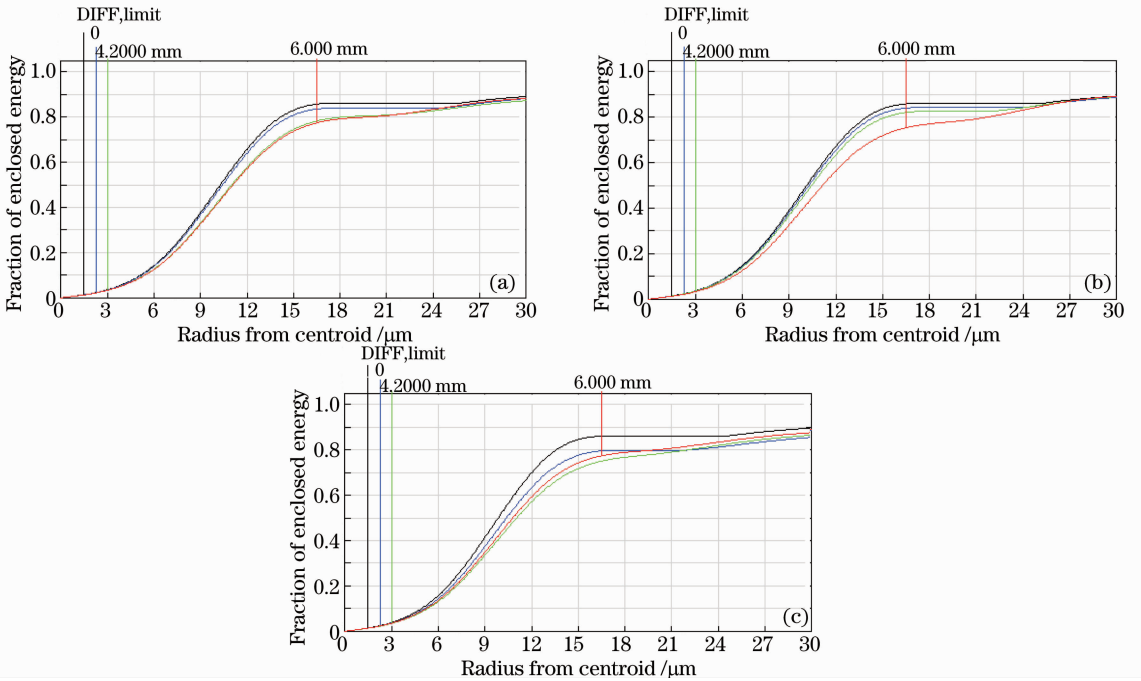 DIFF,limit
0
4.2000 mm
6.000 mm
1.0
0.8
0.6
0.4
0.2
0
Fraction of enclosed energy
(a)
0 3 6 9 12 15 18 21 24 27 30
Radius from centroid /μm
DIFF,limit
0
4.2000 mm
6.000 mm
1.0
0.8
0.6
0.4
0.2
0
Fraction of enclosed energy
(b)
0 3 6 9 12 15 18 21 24 27 30
Radius from centroid /μm
DIFF,limit
0
4.2000 mm
6.000 mm
1.0
0.8
0.6
0.4
0.2
0
Fraction of enclosed energy
(c)
0 3 6 9 12 15 18 21 24 27 30
Radius from centroid /μm